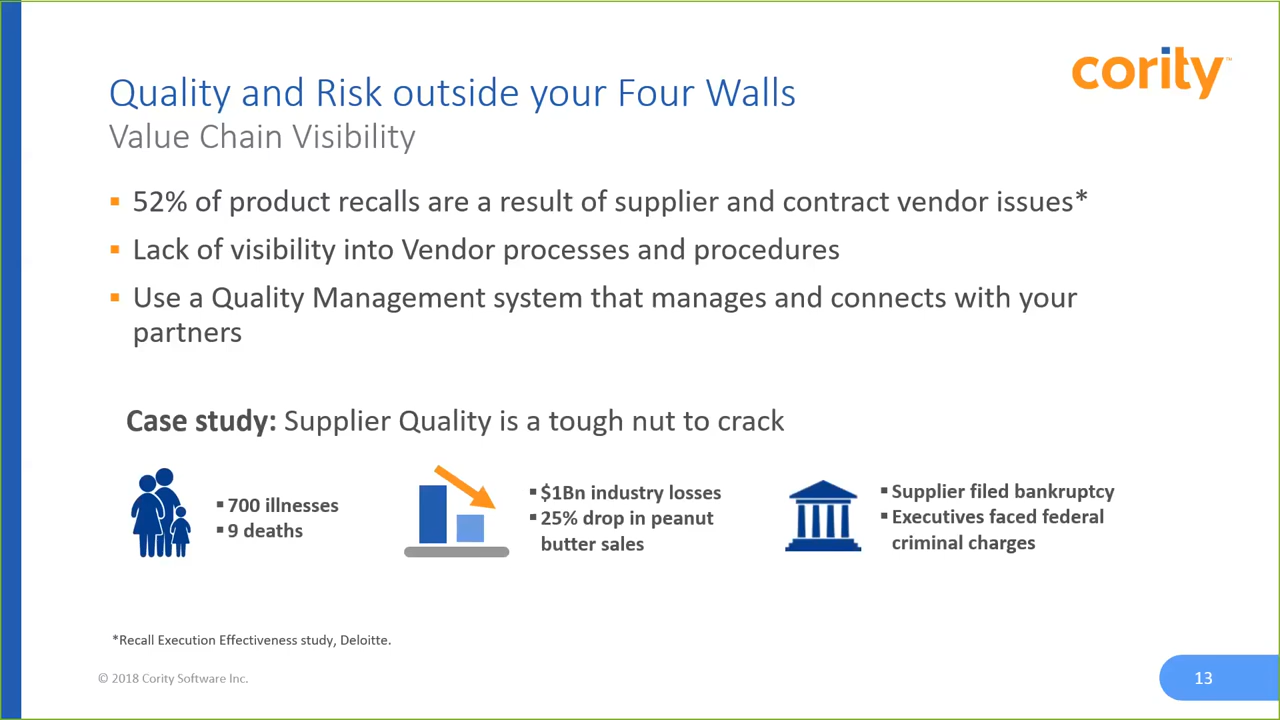 cority™
Quality and Risk outside your Four Walls
Value Chain Visibility
▪ 52% of product recalls are a result of supplier and contract vendor issues*
▪ Lack of visibility into Vendor processes and procedures
▪ Use a Quality Management system that manages and connects with your
partners
Case study: Supplier Quality is a tough nut to crack
▪ 700 illnesses
▪ 9 deaths
▪ $1Bn industry losses
▪ 25% drop in peanut
butter sales
▪ Supplier filed bankruptcy
▪ Executives faced federal
criminal charges
*Recall Execution Effectiveness study, Deloitte.
© 2018 Cority Software Inc.
13